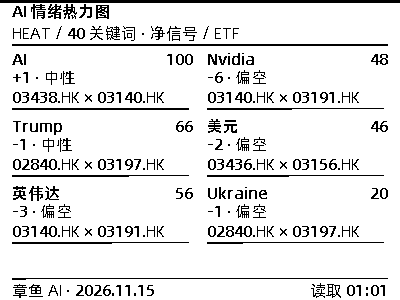 AI 情绪热力图
HEAT / 40 关键词 · 净信号 / ETF
AI 100
+1 · 中性
03438.HK × 03140.HK
Nvidia 48
-6 · 偏空
03140.HK × 03191.HK
Trump 66
-1 · 中性
02840.HK × 03197.HK
美元 46
-2 · 偏空
03436.HK × 03156.HK
英伟达 56
-3 · 偏空
03140.HK × 03191.HK
Ukraine 20
-1 · 偏空
02840.HK × 03197.HK
章鱼 AI · 2026.11.15
读取 01:01